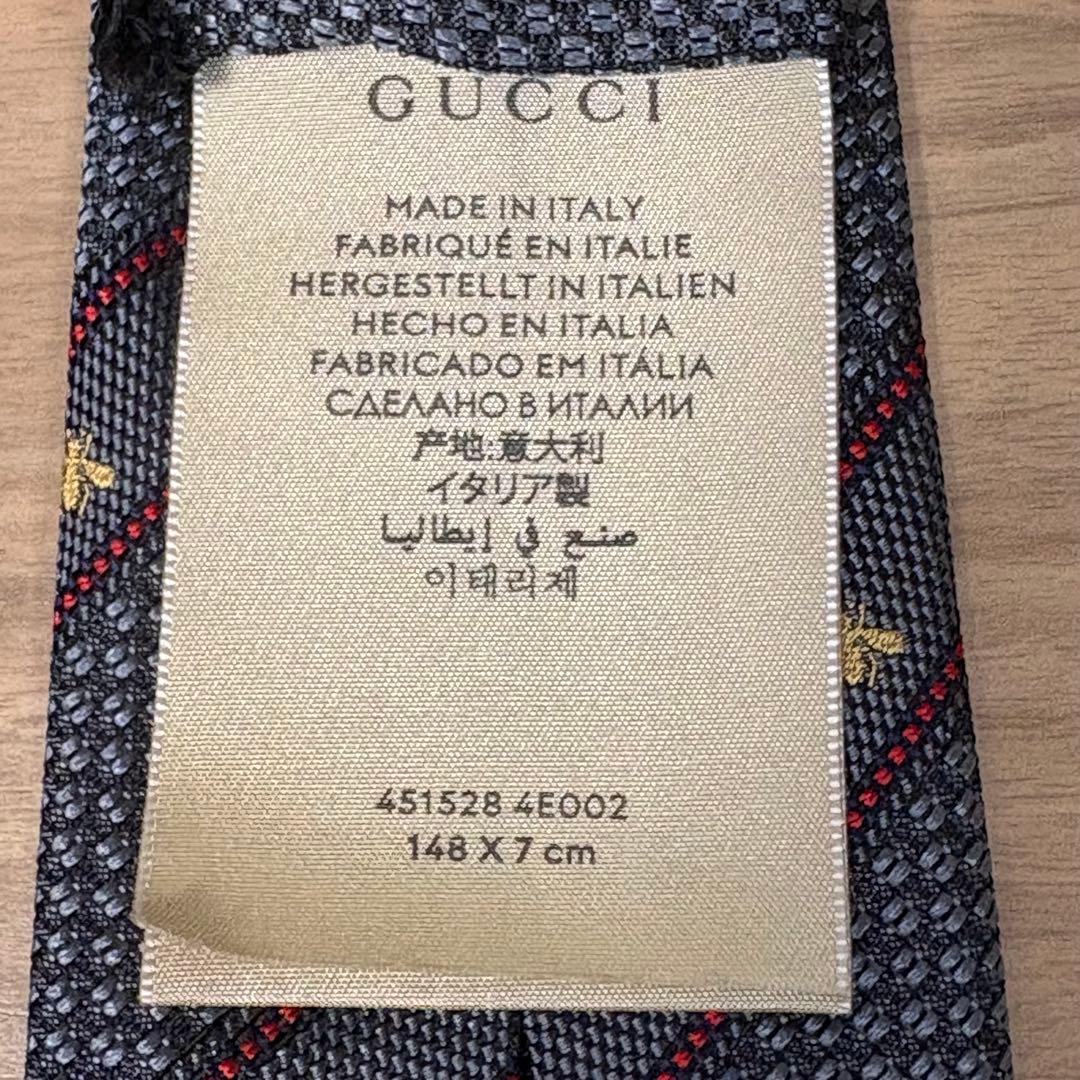 GUCCI
MADE IN ITALY
FABRIQUÉ EN ITALIE
HERGESTELLT IN ITALIEN
HECHO EN ITALIA
FABRICADO EM ITÁLIA
СДЕЛАНО В ИТАЛИИ
产地:意大利
イタリア製
صنع في إيطاليا
이태리제
451528 4E002
148 X 7 cm